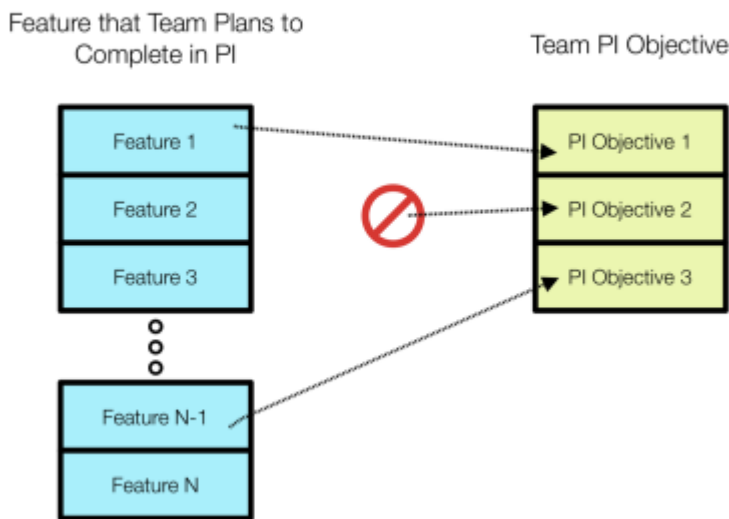 Feature that Team Plans to
Complete in PI
Team PI Objective
Feature 1
PI Objective 1
Feature 2
PI Objective 2
Feature 3
PI Objective 3
Feature N-1
Feature N